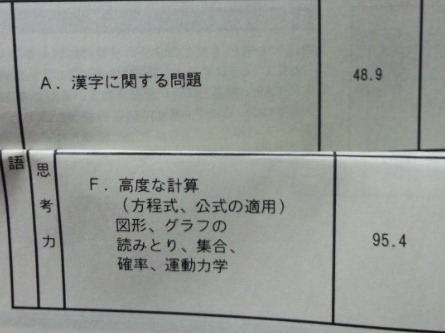 A．漢字に関する問題
48.9
語
思考力
F．高度な計算
（方程式、公式の適用）
図形、グラフの
読みとり、集合、
確率、運動力学
95.4